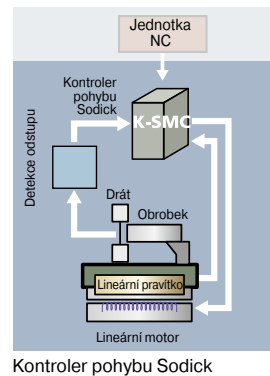 Jednotka
NC
Kontroler
pohybu
Sodick
K-SMC
Detekce odstupu
Drát
Obrobek
Lineární pravítko
Lineární motor
Kontroler pohybu Sodick